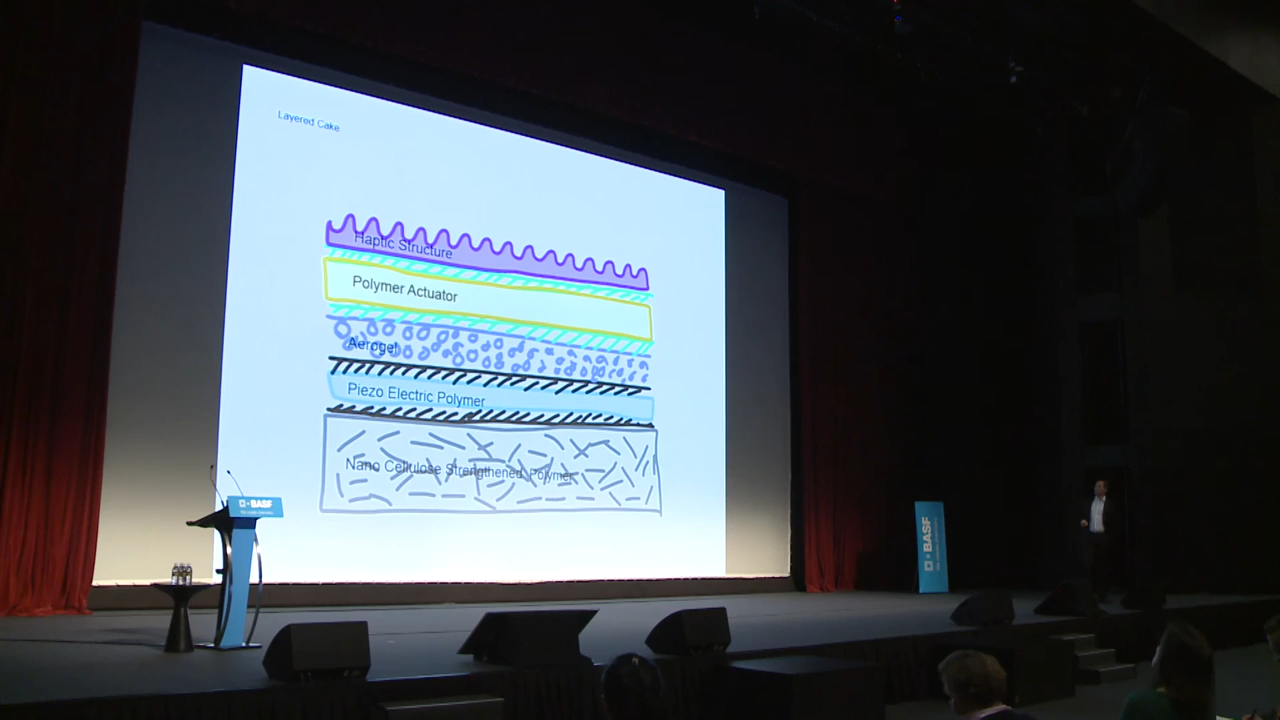 Layered Cake
Haptic Structure
Polymer Actuator
Aerogel
Piezo Electric Polymer
Nano Cellulose Strengthened Polymer
BASF
BASF